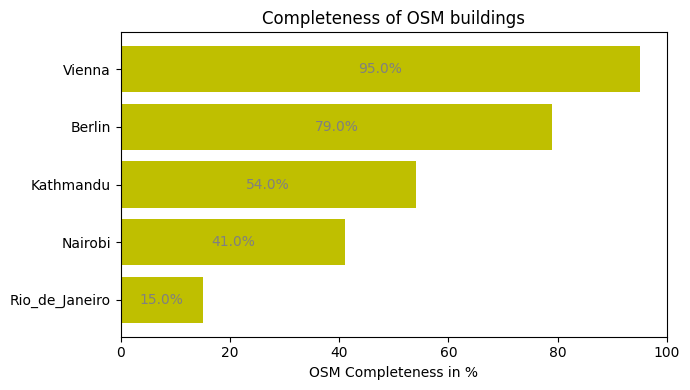 Completeness of OSM buildings
Vienna
95.0%
Berlin
79.0%
Kathmandu
54.0%
Nairobi
41.0%
Rio_de_Janeiro
15.0%
0 20 40 60 80 100
OSM Completeness in %